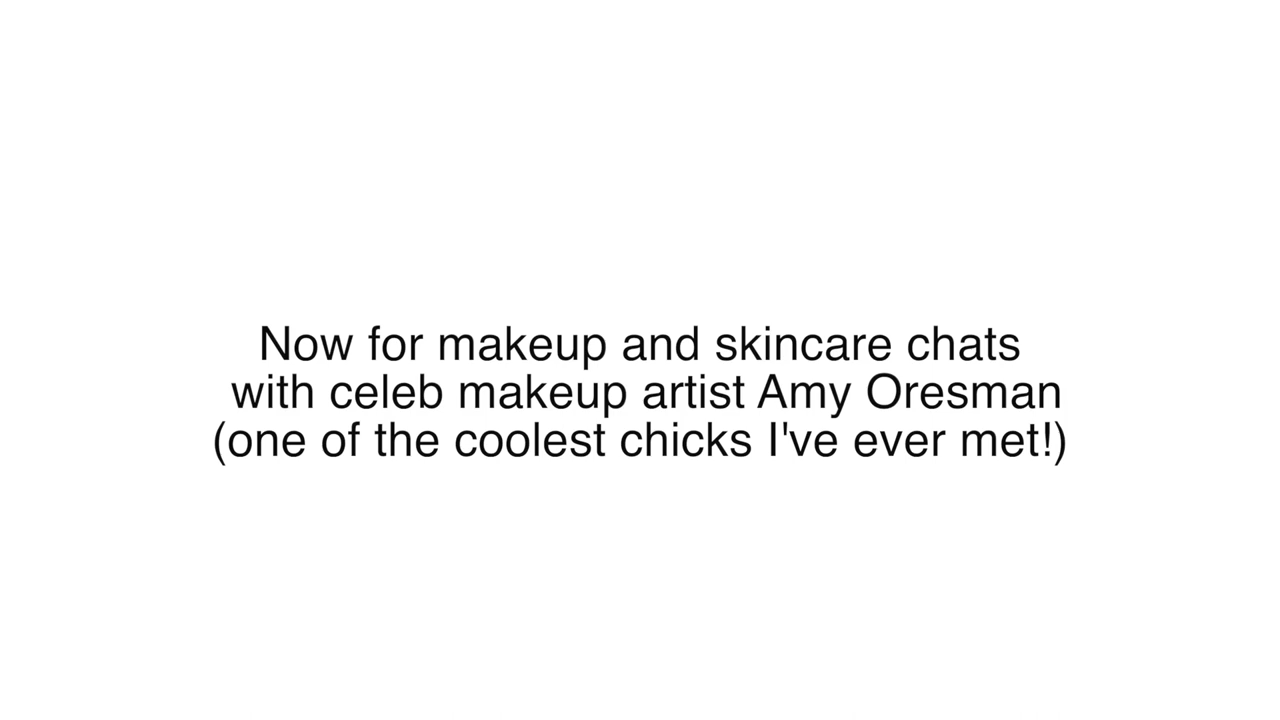 Now for makeup and skincare chats
with celeb makeup artist Amy Oresman
(one of the coolest chicks I've ever met!)